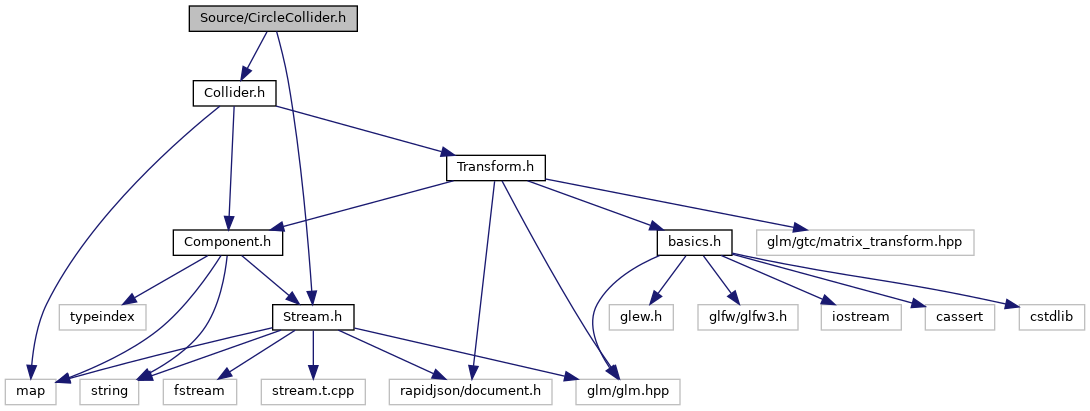 Source/CircleCollider.h
Collider.h
Transform.h
Component.h
basics.h
glm/gtc/matrix_transform.hpp
typeindex
Stream.h
glew.h
glfw/glfw3.h
iostream
cassert
cstdlib
map
string
fstream
stream.t.cpp
rapidjson/document.h
glm/glm.hpp